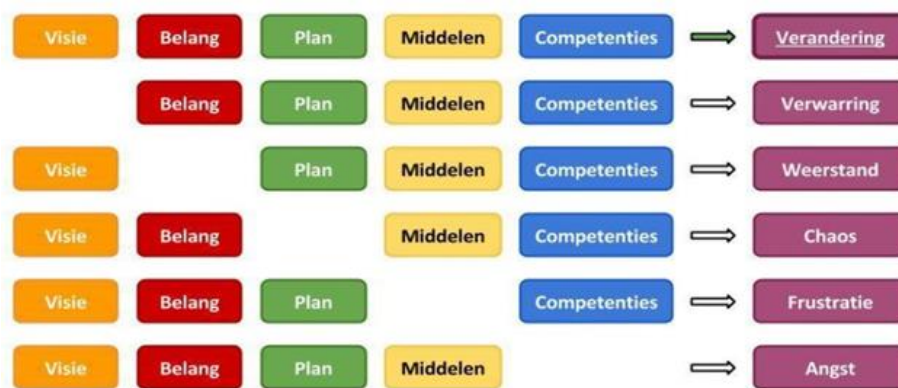 Visie Belang Plan Middelen Competenties Verandering
Belang Plan Middelen Competenties Verwarring
Visie Plan Middelen Competenties Weerstand
Visie Belang Middelen Competenties Chaos
Visie Belang Plan Competenties Frustratie
Visie Belang Plan Middelen Angst